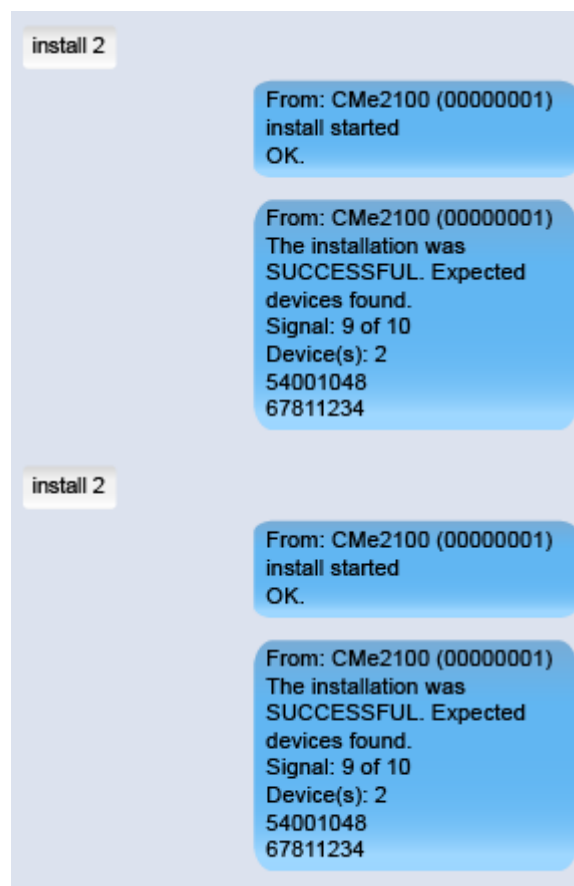 install 2
From: CMe2100 (00000001)
install started
OK.
From: CMe2100 (00000001)
The installation was
SUCCESSFUL. Expected
devices found.
Signal: 9 of 10
Device(s): 2
54001048
67811234
install 2
From: CMe2100 (00000001)
install started
OK.
From: CMe2100 (00000001)
The installation was
SUCCESSFUL. Expected
devices found.
Signal: 9 of 10
Device(s): 2
54001048
67811234